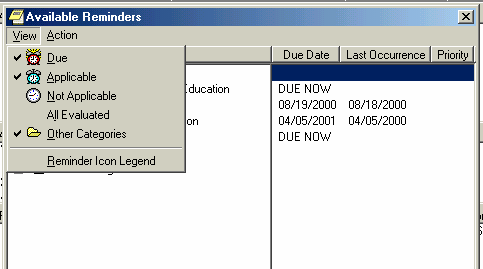 Available Reminders
View Action
Due Date Last Occurrence Priority
Due
Applicable
Not Applicable Education DUE NOW
08/19/2000 08/18/2000
All Evaluated 04/05/2001 04/05/2000
Other Categories DUE NOW
Reminder Icon Legend